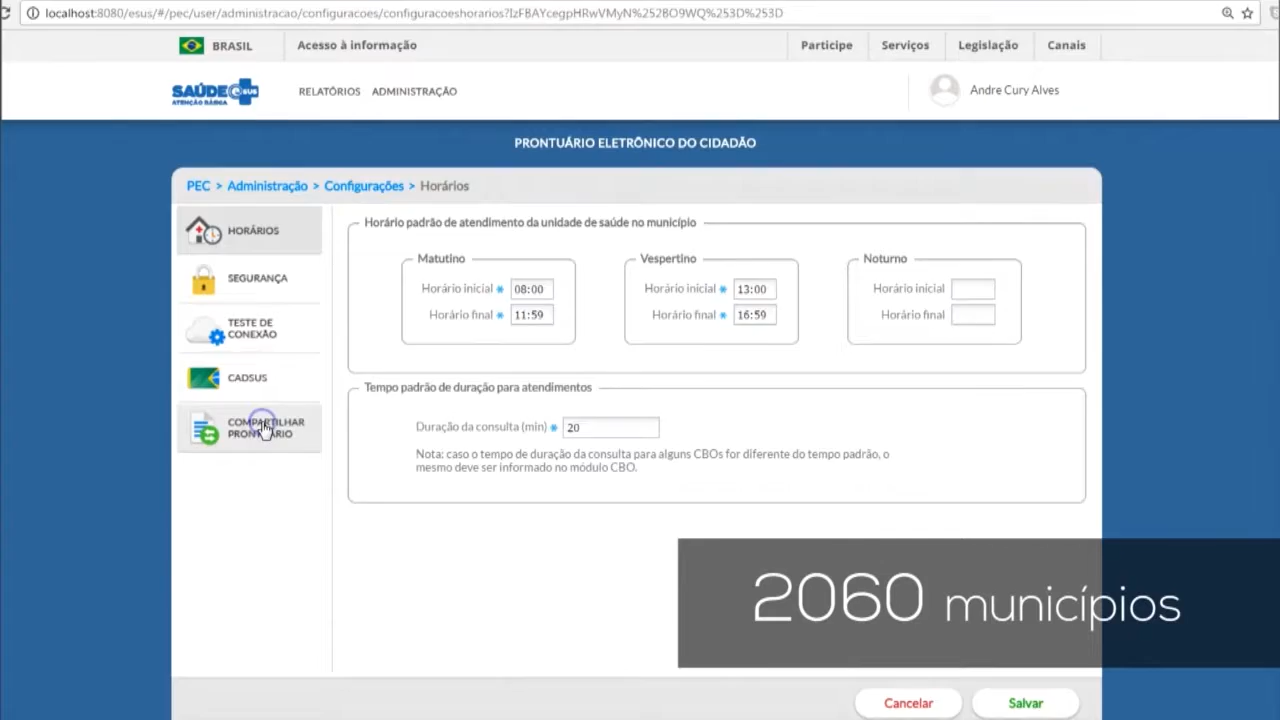 localhost:8080/esus/#/pec/user/administracao/configuracoes/configuracoeshorarios?IzFBAYcegpHRwVMyN%252BO9WQ%253D%253D
BRASIL
Acesso à informação
Participe
Serviços
Legislação
Canais
SAÚDE e-SUS
ATENÇÃO BÁSICA
RELATÓRIOS
ADMINISTRAÇÃO
Andre Cury Alves
PRONTUÁRIO ELETRÔNICO DO CIDADÃO
PEC > Administração > Configurações > Horários
HORÁRIOS
SEGURANÇA
TESTE DE
CONEXÃO
CADSUS
COMPARTILHAR
PRONTUÁRIO
Horário padrão de atendimento da unidade de saúde no município
Matutino
Horário inicial * 08:00
Horário final * 11:59
Vespertino
Horário inicial * 13:00
Horário final * 16:59
Noturno
Horário inicial
Horário final
Tempo padrão de duração para atendimentos
Duração da consulta (min) * 20
Nota: caso o tempo de duração da consulta para alguns CBOs for diferente do tempo padrão, o
mesmo deve ser informado no módulo CBO.
2060 municípios
Cancelar
Salvar